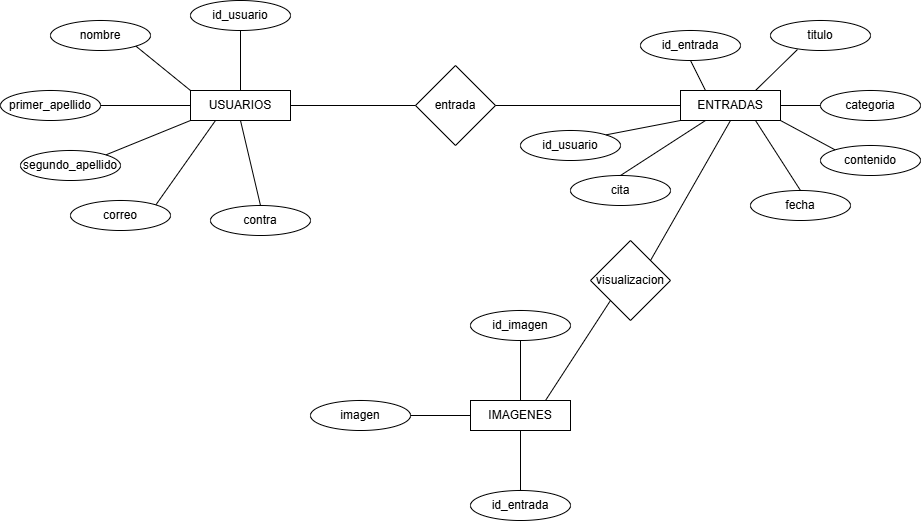 id_usuario
nombre
titulo
id_entrada
primer_apellido
USUARIOS
entrada
ENTRADAS
categoria
id_usuario
segundo_apellido
contenido
cita
correo
contra
fecha
visualizacion
id_imagen
imagen
IMAGENES
id_entrada